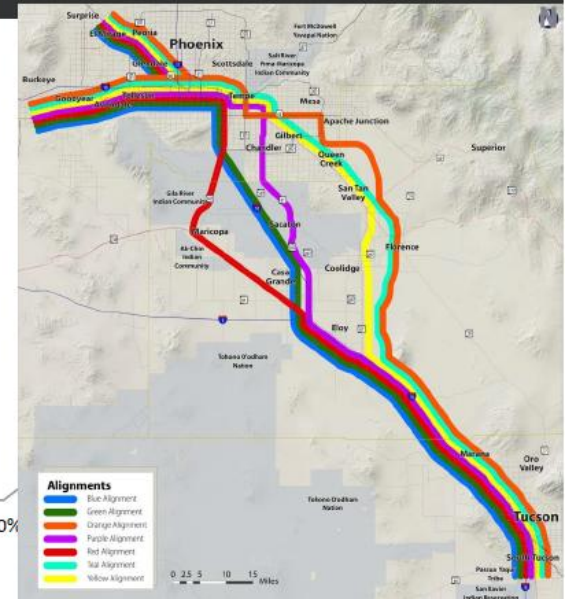 Surprise
Fort McDowell
Yavapai Nation
El Mirage
Peoria
Phoenix
Glendale
Scottsdale
Salt River
Pima-Maricopa
Indian Community
Buckeye
Goodyear
Tolleson
Avondale
Tempe
Mesa
Apache Junction
Gilbert
Chandler
Queen
Creek
Superior
San Tan
Valley
Gila River
Indian Community
Sacaton
Maricopa
Florence
Ak-Chin
Indian
Community
Coolidge
Casa
Grande
Eloy
Tohono O'odham
Nation
Marana
Oro
Valley
Tohono O'odham
Nation
Tucson
South Tucson
Pascua Yaqui
Tribe
San Xavier
Indian Reservation
0%
Alignments
Blue Alignment
Green Alignment
Orange Alignment
Purple Alignment
Red Alignment
Teal Alignment
Yellow Alignment
0 2.5 5 10 15
Miles